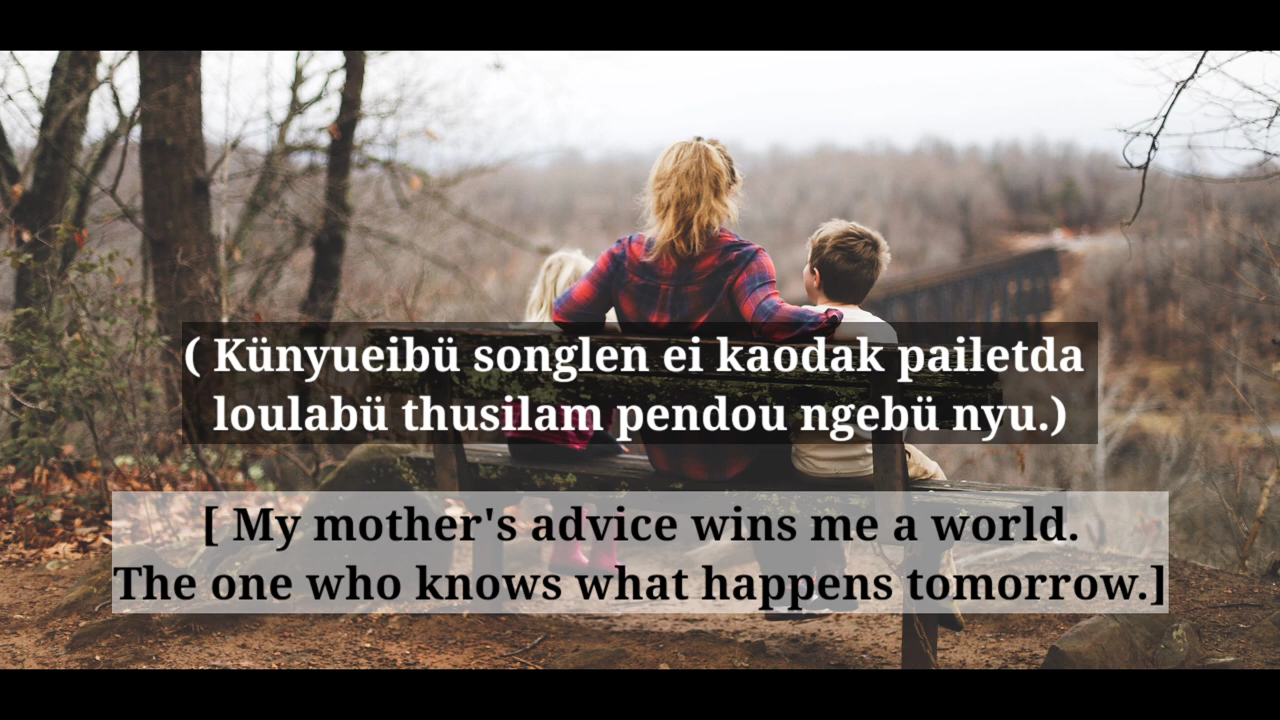 ( Künyueibü songlen ei kaodak pailetda
loulabü thusilam pendou ngebü nyu.)
[ My mother's advice wins me a world.
The one who knows what happens tomorrow.]